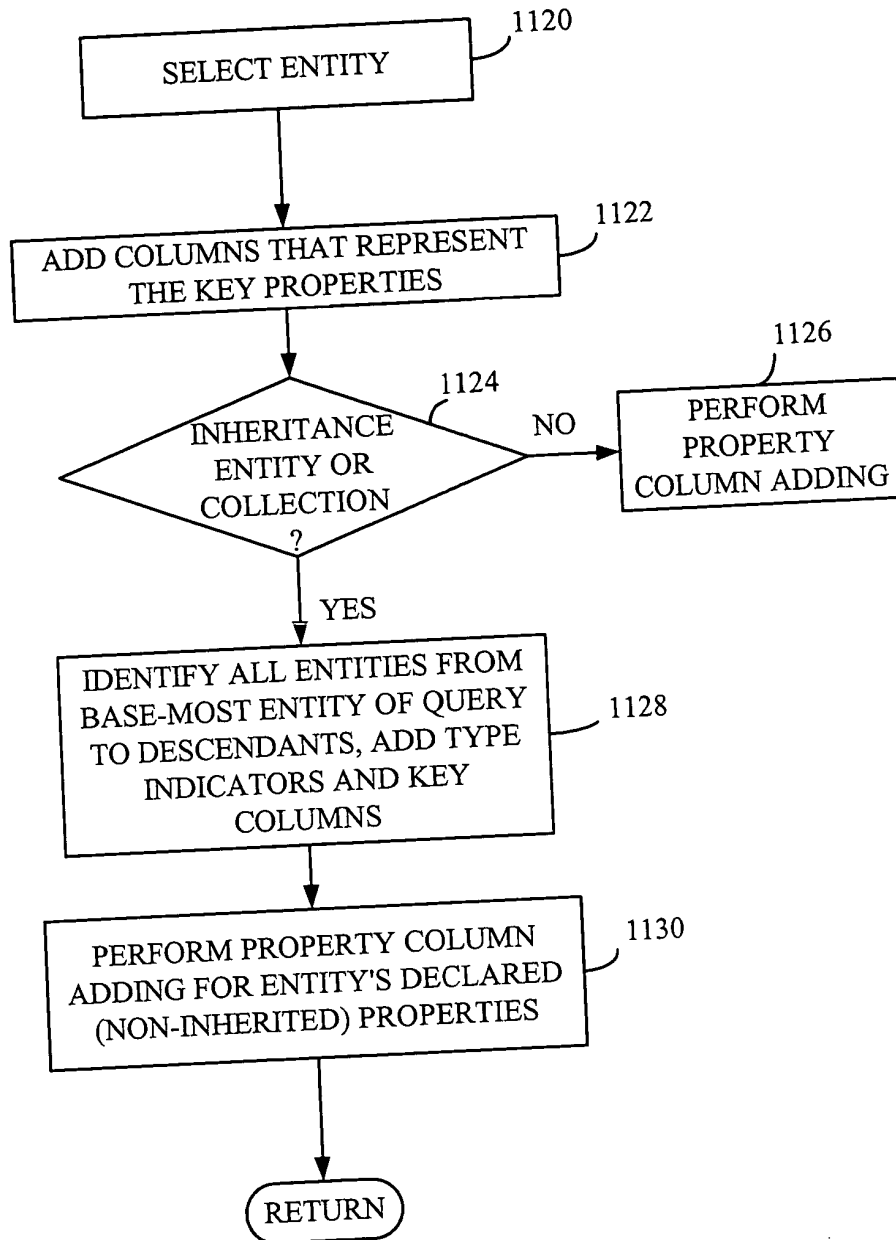 1120
SELECT ENTITY
1122
ADD COLUMNS THAT REPRESENT
THE KEY PROPERTIES
1124
INHERITANCE
ENTITY OR
COLLECTION
?
NO
1126
PERFORM
PROPERTY
COLUMN ADDING
YES
IDENTIFY ALL ENTITIES FROM
BASE-MOST ENTITY OF QUERY
TO DESCENDANTS, ADD TYPE
INDICATORS AND KEY
COLUMNS
1128
PERFORM PROPERTY COLUMN
ADDING FOR ENTITY'S DECLARED
(NON-INHERITED) PROPERTIES
1130
RETURN